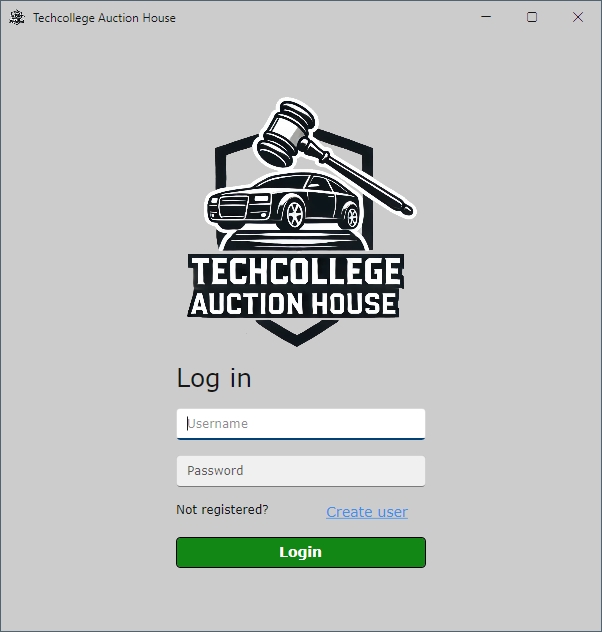 Techcollege Auction House
TECHCOLLEGE
AUCTION HOUSE
Log in
Username
Password
Not registered? Create user
Login